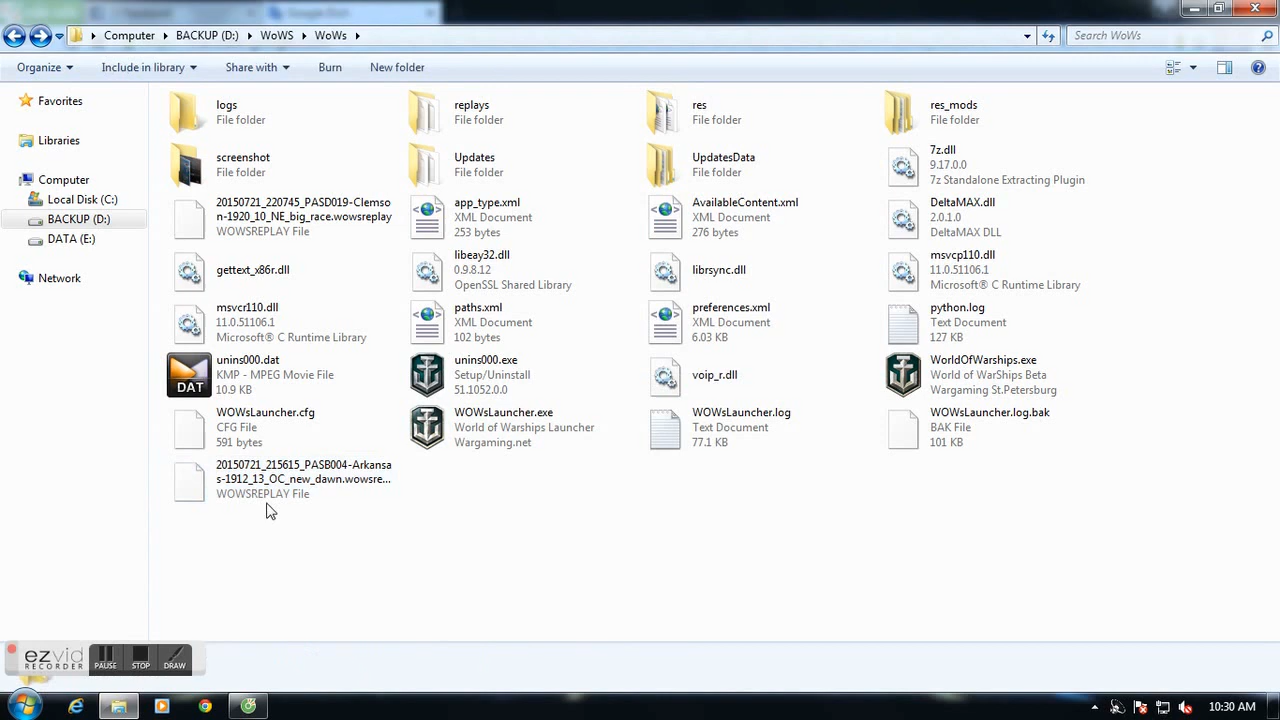 Computer BACKUP (D:) WoWS WoWs
Search WoWs
Organize Include in library Share with Burn New folder
Favorites
Libraries
Computer
Local Disk (C:)
BACKUP (D:)
DATA (E:)
Network
logs
File folder
replays
File folder
res
File folder
res_mods
File folder
screenshot
File folder
Updates
File folder
UpdatesData
File folder
7z.dll
9.17.0.0
7z Standalone Extracting Plugin
20150721_220745_PASD019-Clemso
n-1920_10_NE_big_race.wowsreplay
WOWSREPLAY File
app_type.xml
XML Document
253 bytes
AvailableContent.xml
XML Document
276 bytes
DeltaMAX.dll
2.0.1.0
DeltaMAX DLL
gettext_x86r.dll
libeay32.dll
0.9.8.12
OpenSSL Shared Library
librsync.dll
msvcp110.dll
11.0.51106.1
Microsoft® C Runtime Library
msvcr110.dll
11.0.51106.1
Microsoft® C Runtime Library
paths.xml
XML Document
102 bytes
preferences.xml
XML Document
6.03 KB
python.log
Text Document
127 KB
DAT
unins000.dat
KMP - MPEG Movie File
10.9 KB
unins000.exe
Setup/Uninstall
51.1052.0.0
voip_r.dll
WorldOfWarships.exe
World of WarShips Beta
Wargaming St.Petersburg
WOWsLauncher.cfg
CFG File
591 bytes
WOWsLauncher.exe
World of Warships Launcher
Wargaming.net
WOWsLauncher.log
Text Document
77.1 KB
WOWsLauncher.log.bak
BAK File
101 KB
20150721_215615_PASB004-Arkansa
s-1912_13_OC_new_dawn.wowsre...
WOWSREPLAY File
ezvid
RECORDER
PAUSE STOP DRAW
10:30 AM